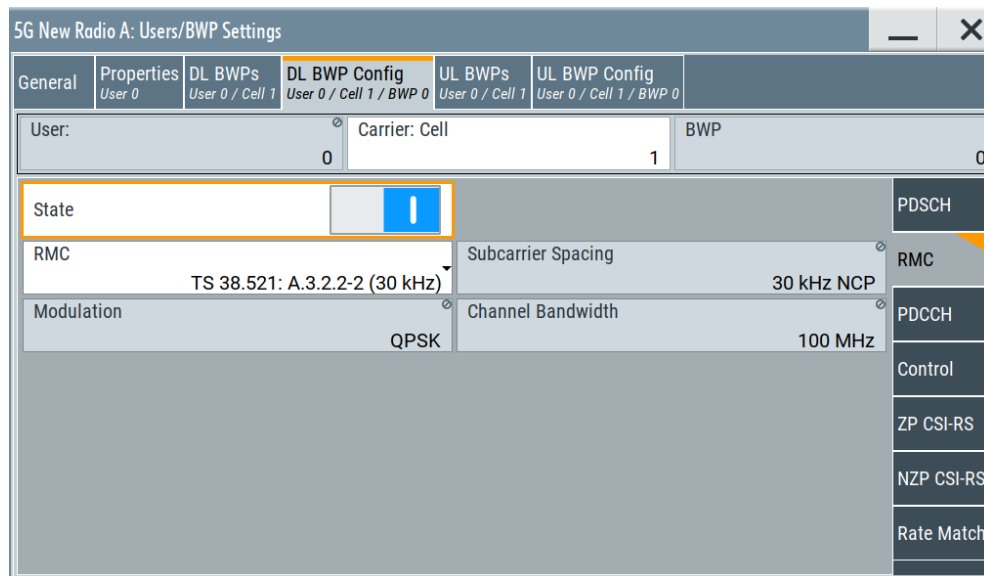 5G New Radio A: Users/BWP Settings
General
Properties
User 0
DL BWPs
User 0 / Cell 1
DL BWP Config
User 0 / Cell 1 / BWP 0
UL BWPs
User 0 / Cell 1
UL BWP Config
User 0 / Cell 1 / BWP 0
User:
0
Carrier: Cell
1
BWP
0
State
RMC
TS 38.521: A.3.2.2-2 (30 kHz)
Subcarrier Spacing
30 kHz NCP
Modulation
QPSK
Channel Bandwidth
100 MHz
PDSCH
RMC
PDCCH
Control
ZP CSI-RS
NZP CSI-RS
Rate Match